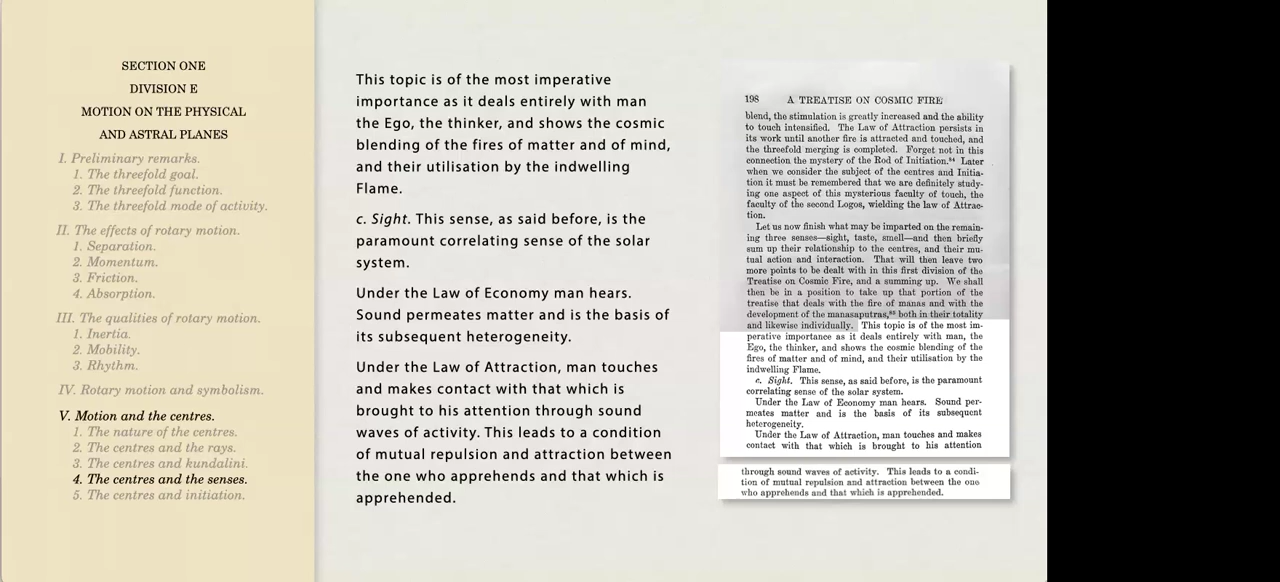 SECTION ONE
DIVISION E
MOTION ON THE PHYSICAL
AND ASTRAL PLANES
I. Preliminary remarks.
1. The threefold goal.
2. The threefold function.
3. The threefold mode of activity.
II. The effects of rotary motion.
1. Separation.
2. Momentum.
3. Friction.
4. Absorption.
III. The qualities of rotary motion.
1. Inertia.
2. Mobility.
3. Rhythm.
IV. Rotary motion and symbolism.
V. Motion and the centres.
1. The nature of the centres.
2. The centres and the rays.
3. The centres and kundalini.
4. The centres and the senses.
5. The centres and initiation.
This topic is of the most imperative
importance as it deals entirely with man
the Ego, the thinker, and shows the cosmic
blending of the fires of matter and of mind,
and their utilisation by the indwelling
Flame.
c. Sight. This sense, as said before, is the
paramount correlating sense of the solar
system.
Under the Law of Economy man hears.
Sound permeates matter and is the basis of
its subsequent heterogeneity.
Under the Law of Attraction, man touches
and makes contact with that which is
brought to his attention through sound
waves of activity. This leads to a condition
of mutual repulsion and attraction between
the one who apprehends and that which is
apprehended.
198 A TREATISE ON COSMIC FIRE
blend, the stimulation is greatly increased and the ability
to touch intensified. The Law of Attraction persists in
its work until another fire is attracted and touched, and
the threefold merging is completed. Forget not in this
connection the mystery of the Rod of Initiation.⁸⁴ Later
when we consider the subject of the centres and Initia-
tion it must be remembered that we are definitely study-
ing one aspect of this mysterious faculty of touch, the
faculty of the second Logos, wielding the law of Attrac-
tion.
Let us now finish what may be imparted on the remain-
ing three senses—sight, taste, smell—and then briefly
sum up their relationship to the centres, and their mu-
tual action and interaction. That will then leave two
more points to be dealt with in this first division of the
Treatise on Cosmic Fire, and a summing up. We shall
then be in a position to take up that portion of the
treatise that deals with the fire of manas and with the
development of the manasaputras,⁸⁵ both in their totality
and likewise individually. This topic is of the most im-
perative importance as it deals entirely with man, the
Ego, the thinker, and shows the cosmic blending of the
fires of matter and of mind, and their utilisation by the
indwelling Flame.
c. Sight. This sense, as said before, is the paramount
correlating sense of the solar system.
Under the Law of Economy man hears. Sound per-
meates matter and is the basis of its subsequent
heterogeneity.
Under the Law of Attraction, man touches and makes
contact with that which is brought to his attention
through sound waves of activity. This leads to a condi-
tion of mutual repulsion and attraction between the one
who apprehends and that which is apprehended.